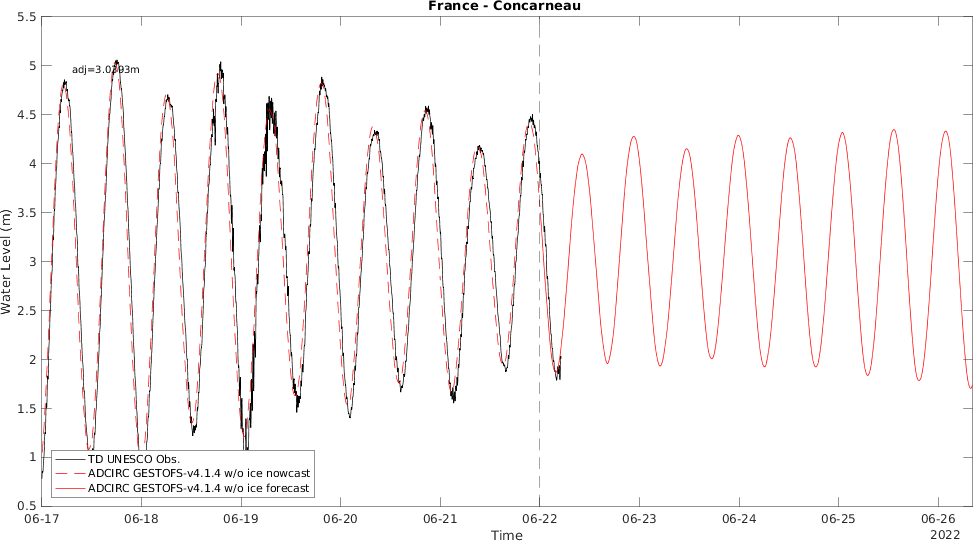 France - Concarneau
adj=3.0393m
Water Level (m)
5.5
5
4.5
4
3.5
3
2.5
2
1.5
1
0.5
TD UNESCO Obs.
ADCIRC GESTOFS-v4.1.4 w/o ice nowcast
ADCIRC GESTOFS-v4.1.4 w/o ice forecast
06-17 06-18 06-19 06-20 06-21 06-22 06-23 06-24 06-25 06-26
2022
Time